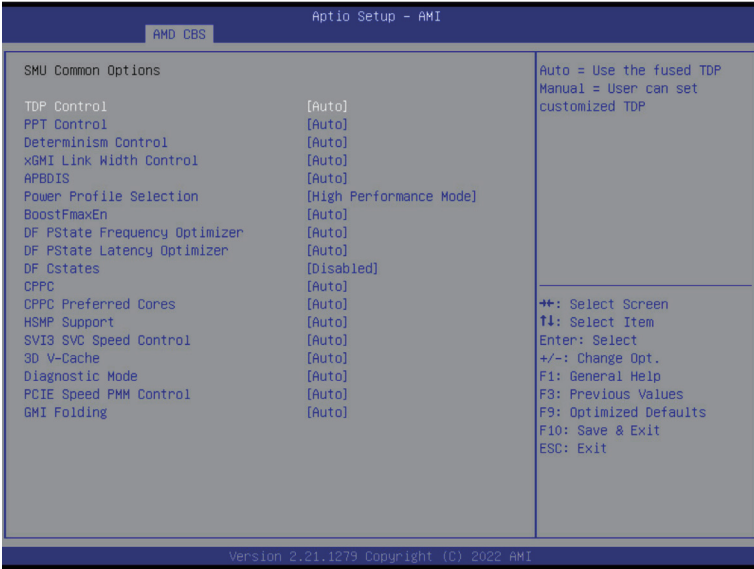 Aptio Setup – AMI
AMD CBS
SMU Common Options
TDP Control [Auto]
PPT Control [Auto]
Determinism Control [Auto]
xGMI Link Width Control [Auto]
APBDIS [Auto]
Power Profile Selection [High Performance Mode]
BoostFmaxEn [Auto]
DF PState Frequency Optimizer [Auto]
DF PState Latency Optimizer [Auto]
DF Cstates [Disabled]
CPPC [Auto]
CPPC Preferred Cores [Auto]
HSMP Support [Auto]
SVI3 SVC Speed Control [Auto]
3D V-Cache [Auto]
Diagnostic Mode [Auto]
PCIE Speed PMM Control [Auto]
GMI Folding [Auto]
Auto = Use the fused TDP
Manual = User can set
customized TDP
→←: Select Screen
↑↓: Select Item
Enter: Select
+/-: Change Opt.
F1: General Help
F3: Previous Values
F9: Optimized Defaults
F10: Save & Exit
ESC: Exit
Version 2.21.1279 Copyright (C) 2022 AMI